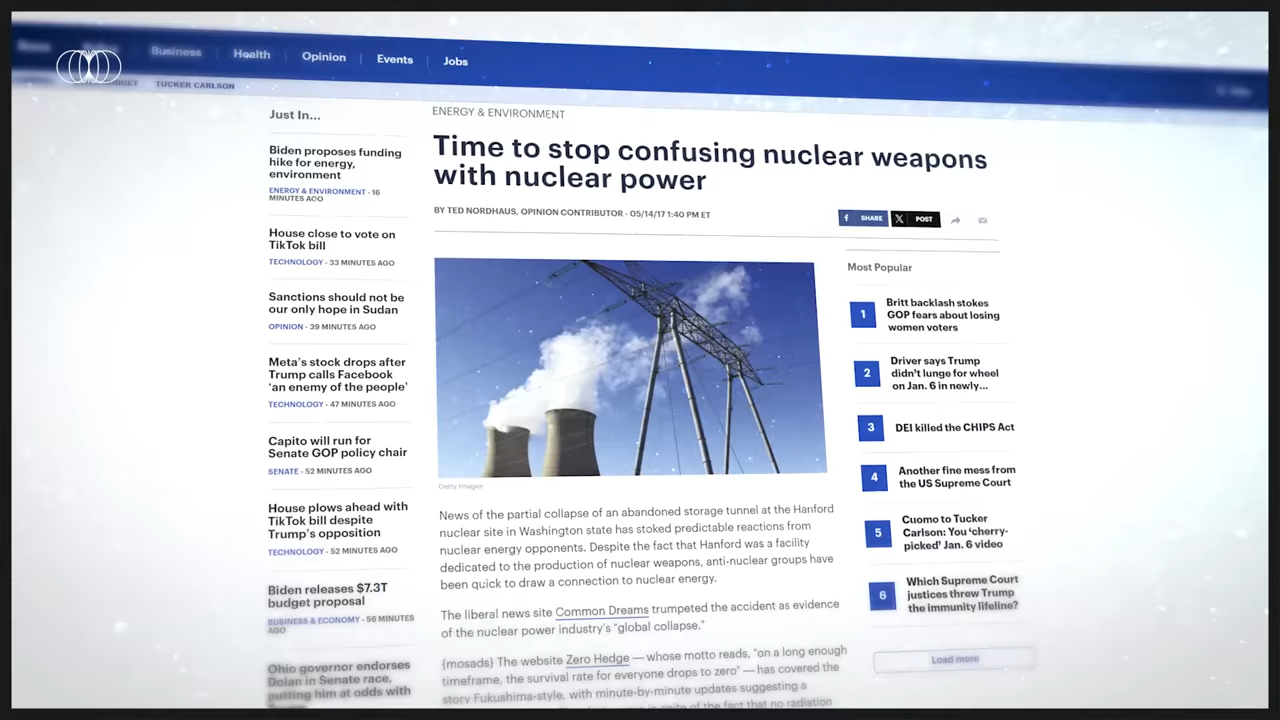 Business
Health
Opinion
Events
Jobs
TUCKER CARLSON
Just In...
Biden proposes funding
hike for energy,
environment
ENERGY & ENVIRONMENT - 16
MINUTES AGO
House close to vote on
TikTok bill
TECHNOLOGY - 33 MINUTES AGO
Sanctions should not be
our only hope in Sudan
OPINION - 39 MINUTES AGO
Meta's stock drops after
Trump calls Facebook
'an enemy of the people'
TECHNOLOGY - 47 MINUTES AGO
Capito will run for
Senate GOP policy chair
SENATE - 52 MINUTES AGO
House plows ahead with
TikTok bill despite
Trump's opposition
TECHNOLOGY - 52 MINUTES AGO
Biden releases $7.3T
budget proposal
BUSINESS & ECONOMY - 56 MINUTES
AGO
Ohio governor endorses
Dolan in Senate race,
putting him at odds with
ENERGY & ENVIRONMENT
Time to stop confusing nuclear weapons
with nuclear power
BY TED NORDHAUS, OPINION CONTRIBUTOR - 05/14/17 1:40 PM ET
SHARE
POST
Getty Images
News of the partial collapse of an abandoned storage tunnel at the Hanford
nuclear site in Washington state has stoked predictable reactions from
nuclear energy opponents. Despite the fact that Hanford was a facility
dedicated to the production of nuclear weapons, anti-nuclear groups have
been quick to draw a connection to nuclear energy.
The liberal news site Common Dreams trumpeted the accident as evidence
of the nuclear power industry's "global collapse."
{mosads} The website Zero Hedge — whose motto reads, "on a long enough
timeframe, the survival rate for everyone drops to zero" — has covered the
story Fukushima-style, with minute-by-minute updates suggesting a
in spite of the fact that no radiation
Most Popular
1
Britt backlash stokes
GOP fears about losing
women voters
2
Driver says Trump
didn't lunge for wheel
on Jan. 6 in newly...
3
DEI killed the CHIPS Act
4
Another fine mess from
the US Supreme Court
5
Cuomo to Tucker
Carlson: You 'cherry-
picked' Jan. 6 video
6
Which Supreme Court
justices threw Trump
the immunity lifeline?
Load more